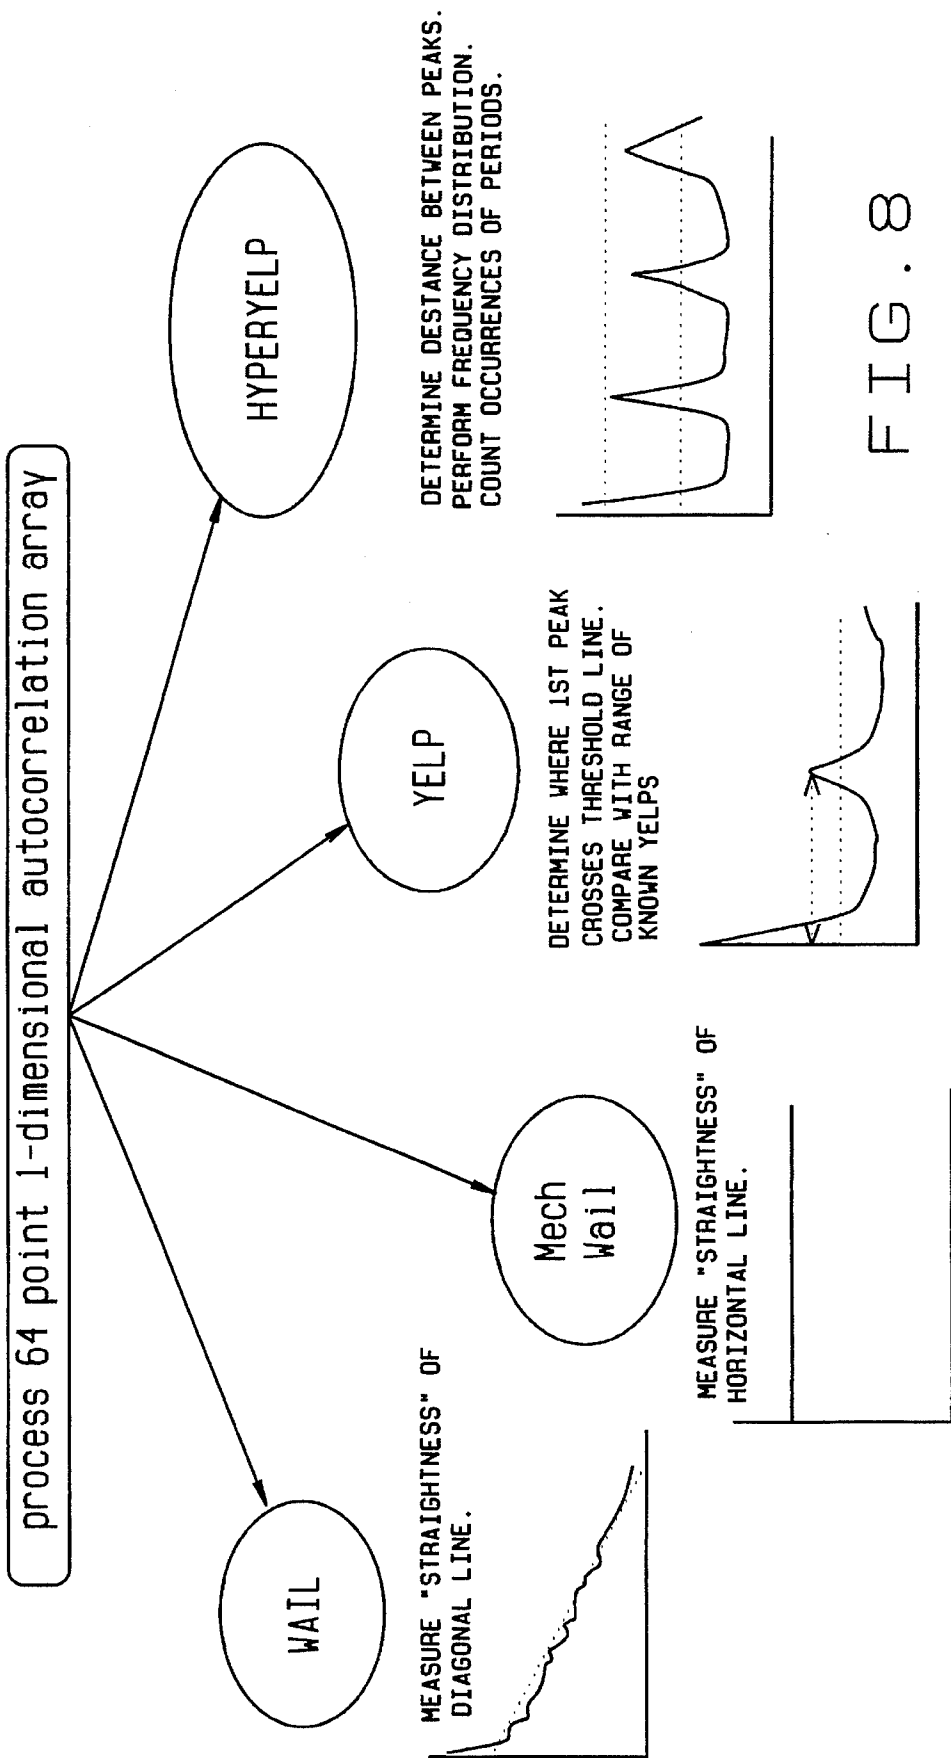 process 64 point 1-dimensional autocorrelation array
WAIL
MEASURE "STRAIGHTNESS" OF
DIAGONAL LINE.
Mech
Wail
MEASURE "STRAIGHTNESS" OF
HORIZONTAL LINE.
YELP
DETERMINE WHERE 1ST PEAK
CROSSES THRESHOLD LINE.
COMPARE WITH RANGE OF
KNOWN YELPS
HYPERYELP
DETERMINE DESTANCE BETWEEN PEAKS.
PERFORM FREQUENCY DISTRIBUTION.
COUNT OCCURRENCES OF PERIODS.
FIG. 8